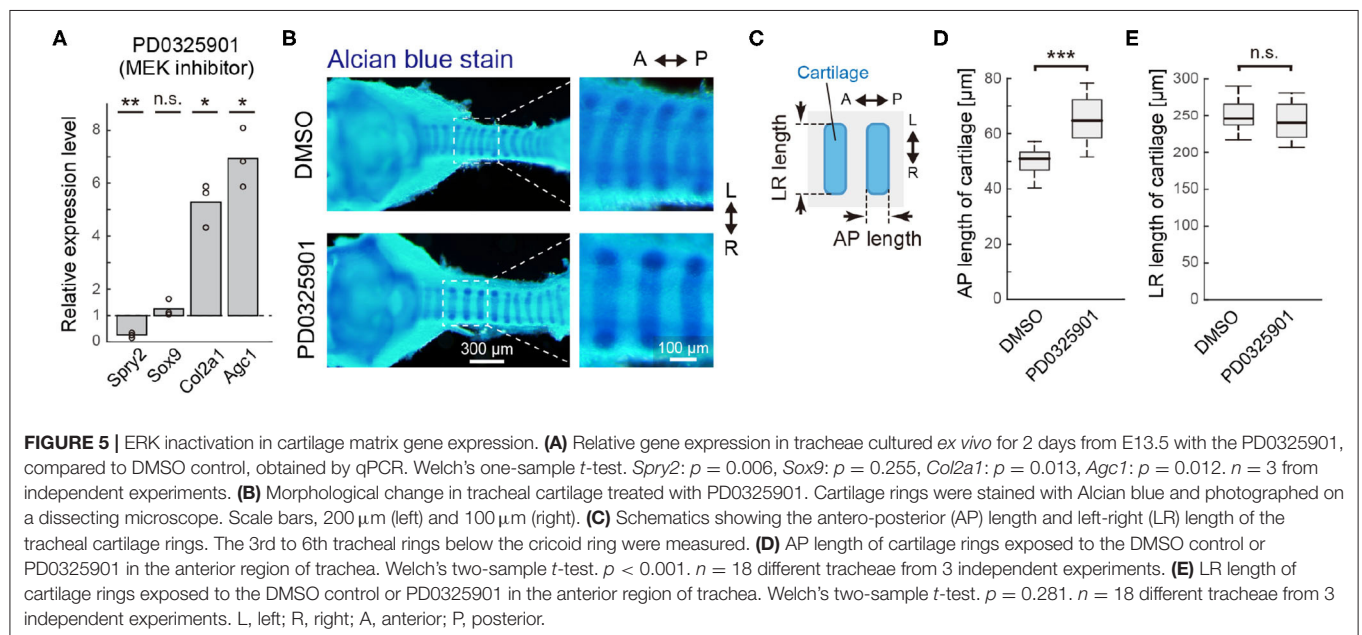 A
PD0325901
(MEK inhibitor)
** n.s. * *
Relative expression level
8
6
4
2
1
0
Spry2
Sox9
Col2a1
Agc1
B
Alcian blue stain
A P
DMSO
PD0325901
300 µm
100 µm
L
R
C
Cartilage
A P
L
R
LR length
AP length
D
***
AP length of cartilage [µm]
80
60
40
20
0
DMSO
PD0325901
E
n.s.
LR length of cartilage [µm]
300
250
200
150
100
50
0
DMSO
PD0325901
FIGURE 5 | ERK inactivation in cartilage matrix gene expression. (A) Relative gene expression in tracheae cultured ex vivo for 2 days from E13.5 with the PD0325901,
compared to DMSO control, obtained by qPCR. Welch's one-sample t-test. Spry2: p = 0.006, Sox9: p = 0.255, Col2a1: p = 0.013, Agc1: p = 0.012. n = 3 from
independent experiments. (B) Morphological change in tracheal cartilage treated with PD0325901. Cartilage rings were stained with Alcian blue and photographed on
a dissecting microscope. Scale bars, 200 µm (left) and 100 µm (right). (C) Schematics showing the antero-posterior (AP) length and left-right (LR) length of the
tracheal cartilage rings. The 3rd to 6th tracheal rings below the cricoid ring were measured. (D) AP length of cartilage rings exposed to the DMSO control or
PD0325901 in the anterior region of trachea. Welch's two-sample t-test. p < 0.001. n = 18 different tracheae from 3 independent experiments. (E) LR length of
cartilage rings exposed to the DMSO control or PD0325901 in the anterior region of trachea. Welch's two-sample t-test. p = 0.281. n = 18 different tracheae from 3
independent experiments. L, left; R, right; A, anterior; P, posterior.